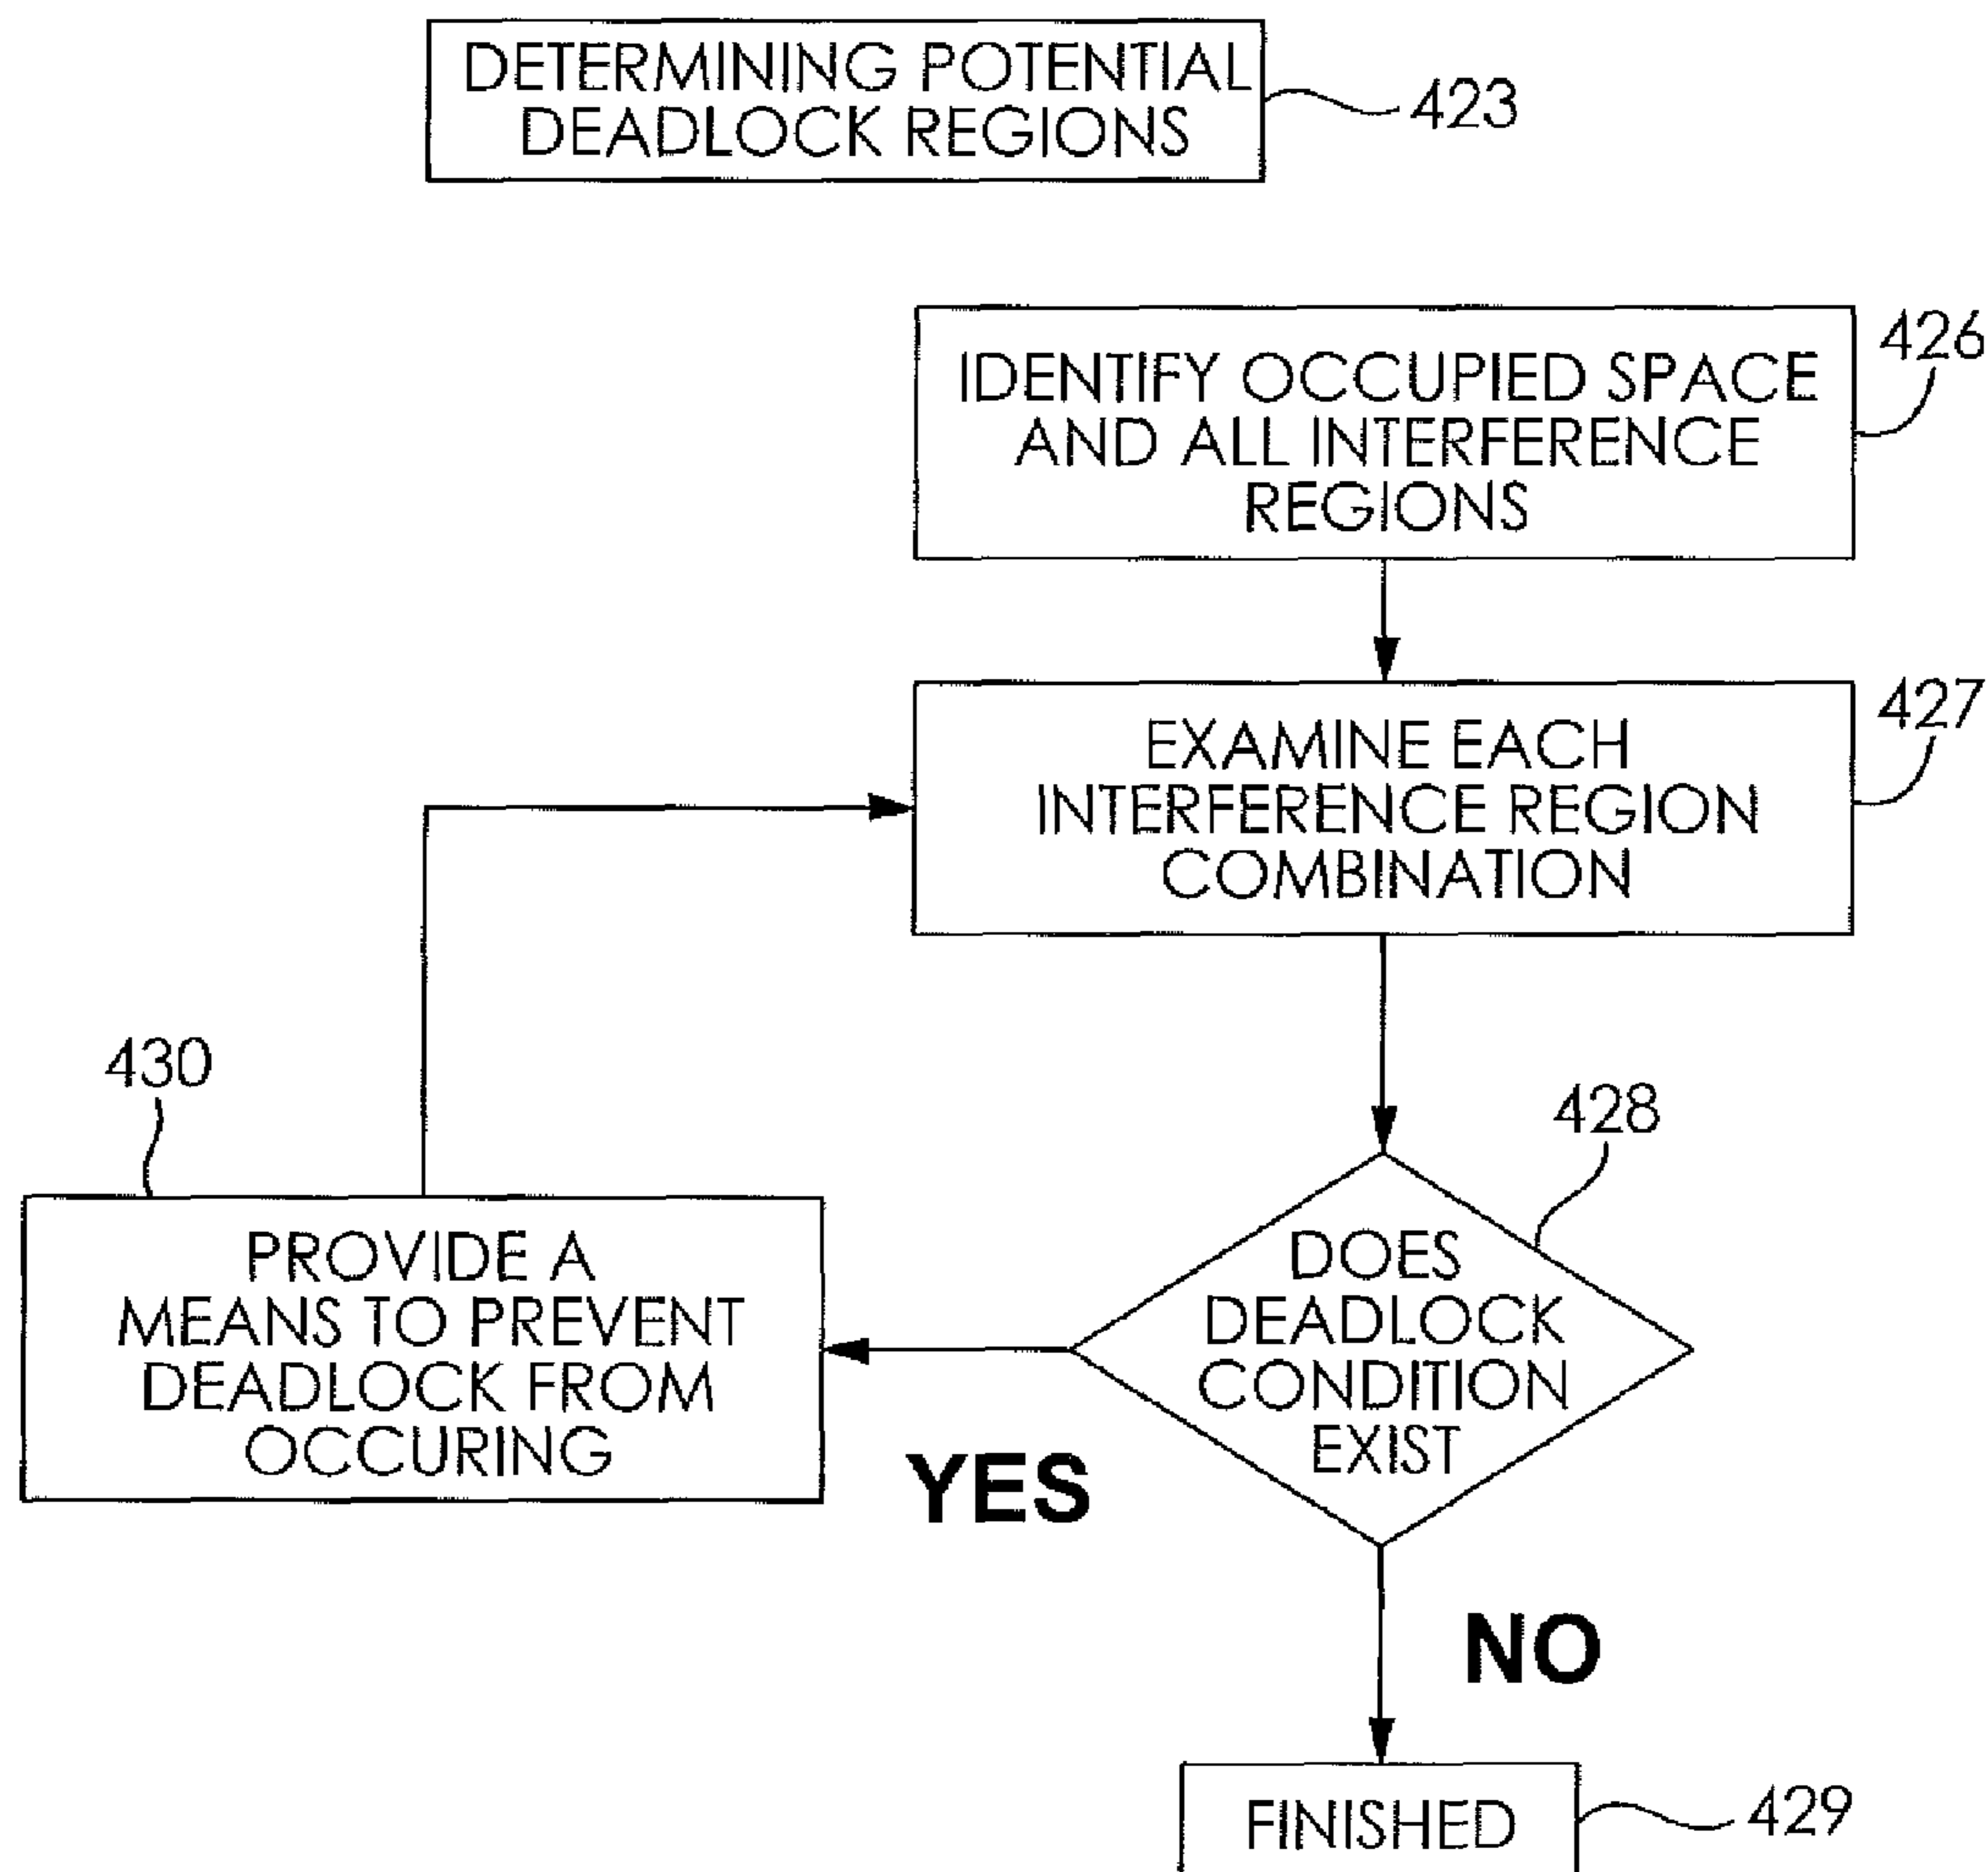 DETERMINING POTENTIAL
DEADLOCK REGIONS
423
IDENTIFY OCCUPIED SPACE
AND ALL INTERFERENCE
REGIONS
426
EXAMINE EACH
INTERFERENCE REGION
COMBINATION
427
430
PROVIDE A
MEANS TO PREVENT
DEADLOCK FROM
OCCURING
428
DOES
DEADLOCK
CONDITION
EXIST
YES
NO
FINISHED
429